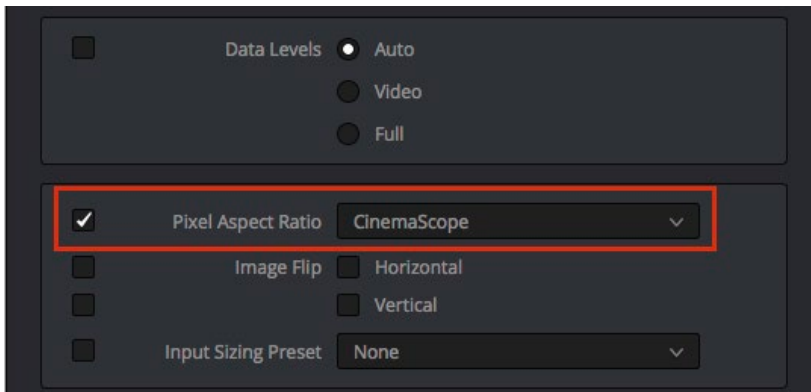 Data Levels Auto
Video
Full
Pixel Aspect Ratio CinemaScope
Image Flip Horizontal
Vertical
Input Sizing Preset None